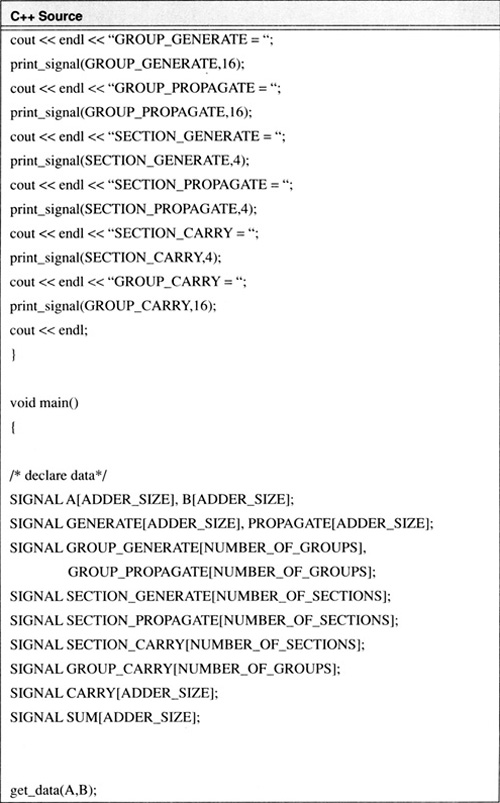 C++ Source
cout << endl << “GROUP_GENERATE = “;
print_signal(GROUP_GENERATE,16);
cout << endl << “GROUP_PROPAGATE = “;
print_signal(GROUP_PROPAGATE,16);
cout << endl << “SECTION_GENERATE = “;
print_signal(SECTION_GENERATE,4);
cout << endl << “SECTION_PROPAGATE = “;
print_signal(SECTION_PROPAGATE,4);
cout << endl << “SECTION_CARRY = “;
print_signal(SECTION_CARRY,4);
cout << endl << “GROUP_CARRY = “;
print_signal(GROUP_CARRY,16);
cout << endl;
}
void main()
{
/* declare data*/
SIGNAL A[ADDER_SIZE], B[ADDER_SIZE];
SIGNAL GENERATE[ADDER_SIZE], PROPAGATE[ADDER_SIZE];
SIGNAL GROUP_GENERATE[NUMBER_OF_GROUPS],
GROUP_PROPAGATE[NUMBER_OF_GROUPS];
SIGNAL SECTION_GENERATE[NUMBER_OF_SECTIONS];
SIGNAL SECTION_PROPAGATE[NUMBER_OF_SECTIONS];
SIGNAL SECTION_CARRY[NUMBER_OF_SECTIONS];
SIGNAL GROUP_CARRY[NUMBER_OF_GROUPS];
SIGNAL CARRY[ADDER_SIZE];
SIGNAL SUM[ADDER_SIZE];
get_data(A,B);